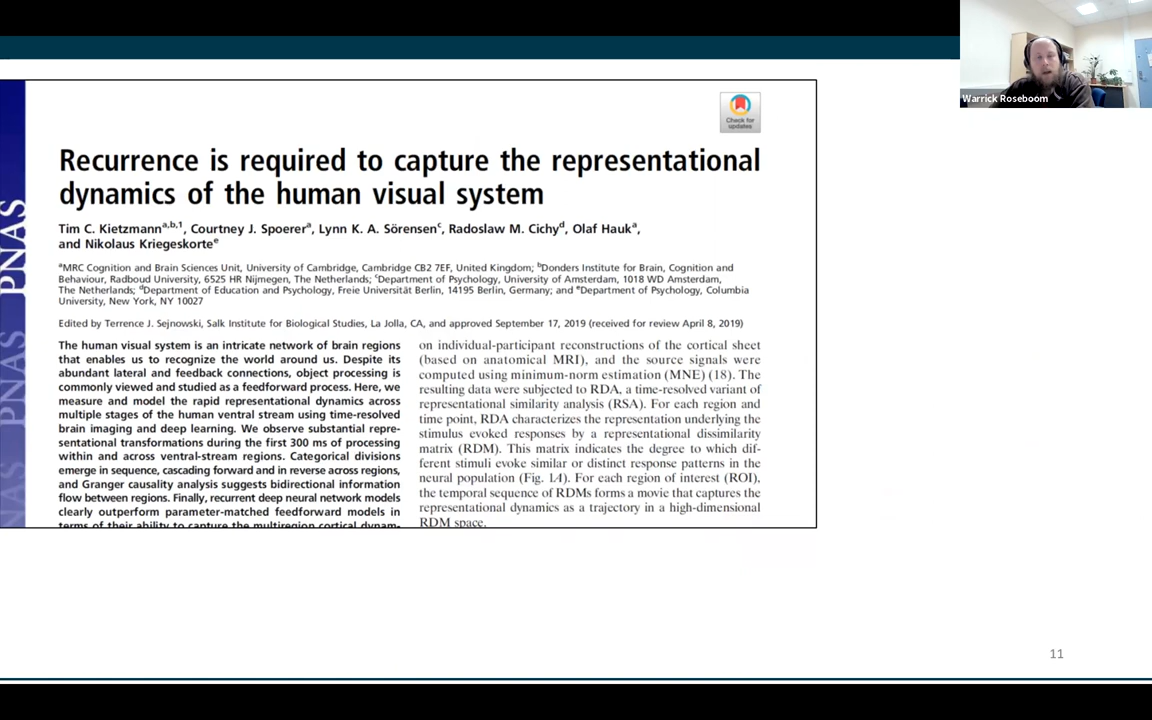 Warrick Roseboom
Check for
updates
PNAS
PNAS
PNAS
Recurrence is required to capture the representational
dynamics of the human visual system
Tim C. Kietzmannᵃ,ᵇ,¹, Courtney J. Spoererᵃ, Lynn K. A. Sörensenᶜ, Radoslaw M. Cichyᵈ, Olaf Haukᵃ,
and Nikolaus Kriegeskorteᵉ
ᵃMRC Cognition and Brain Sciences Unit, University of Cambridge, Cambridge CB2 7EF, United Kingdom; ᵇDonders Institute for Brain, Cognition and
Behaviour, Radboud University, 6525 HR Nijmegen, The Netherlands; ᶜDepartment of Psychology, University of Amsterdam, 1018 WD Amsterdam,
The Netherlands; ᵈDepartment of Education and Psychology, Freie Universität Berlin, 14195 Berlin, Germany; and ᵉDepartment of Psychology, Columbia
University, New York, NY 10027
Edited by Terrence J. Sejnowski, Salk Institute for Biological Studies, La Jolla, CA, and approved September 17, 2019 (received for review April 8, 2019)
The human visual system is an intricate network of brain regions
that enables us to recognize the world around us. Despite its
abundant lateral and feedback connections, object processing is
commonly viewed and studied as a feedforward process. Here, we
measure and model the rapid representational dynamics across
multiple stages of the human ventral stream using time-resolved
brain imaging and deep learning. We observe substantial repre-
sentational transformations during the first 300 ms of processing
within and across ventral-stream regions. Categorical divisions
emerge in sequence, cascading forward and in reverse across regions,
and Granger causality analysis suggests bidirectional information
flow between regions. Finally, recurrent deep neural network models
clearly outperform parameter-matched feedforward models in
terms of their ability to capture the multiregion cortical dynam-
on individual-participant reconstructions of the cortical sheet
(based on anatomical MRI), and the source signals were
computed using minimum-norm estimation (MNE) (18). The
resulting data were subjected to RDA, a time-resolved variant of
representational similarity analysis (RSA). For each region and
time point, RDA characterizes the representation underlying the
stimulus evoked responses by a representational dissimilarity
matrix (RDM). This matrix indicates the degree to which dif-
ferent stimuli evoke similar or distinct response patterns in the
neural population (Fig. 1A). For each region of interest (ROI),
the temporal sequence of RDMs forms a movie that captures the
representational dynamics as a trajectory in a high-dimensional
RDM space.
11